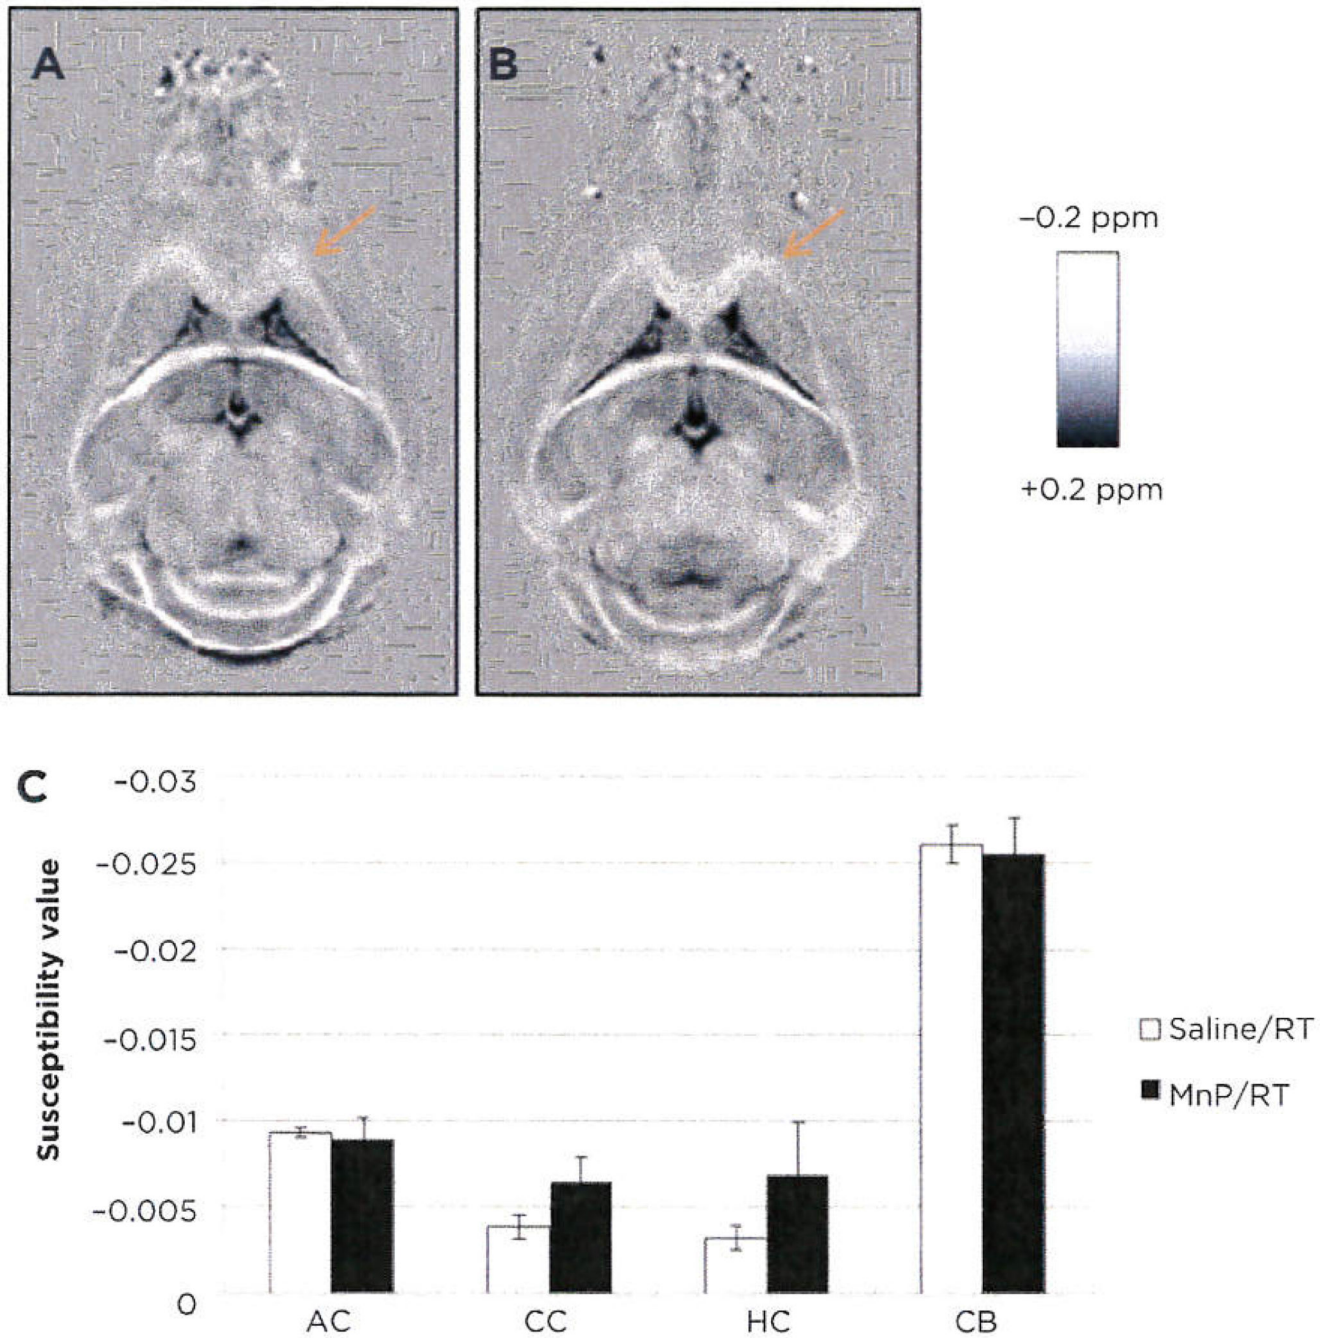 A
B
–0.2 ppm
+0.2 ppm
C
–0.03
–0.025
–0.02
–0.015
–0.01
–0.005
0
Susceptibility value
AC
CC
HC
CB
Saline/RT
MnP/RT